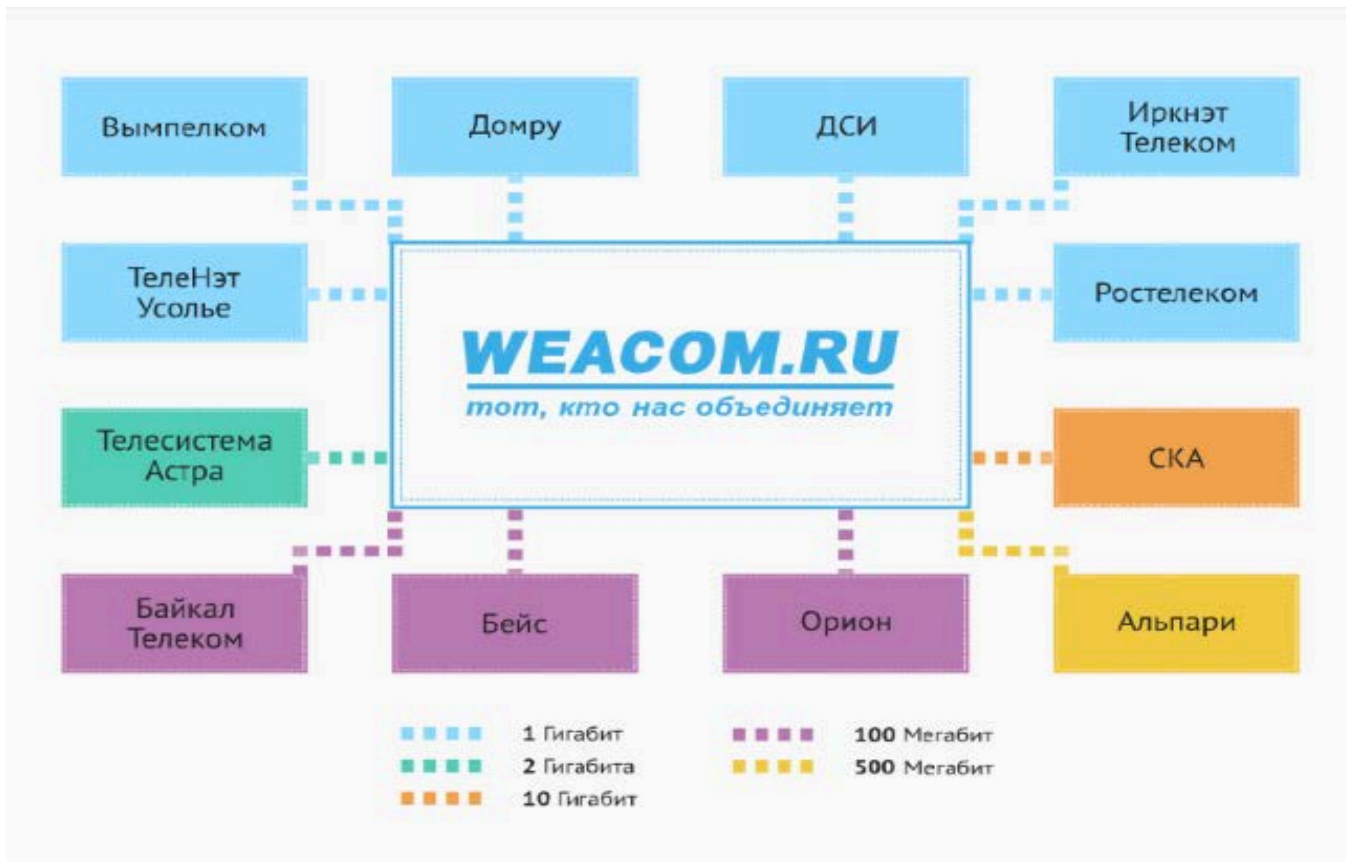 Вымпелком
Домру
ДСИ
Иркнэт
Телеком
ТелеНэт
Усолье
Ростелеком
WEACOM.RU
тот, кто нас объединяет
Телесистема
Астра
СКА
Байкал
Телеком
Бейс
Орион
Альпари
1 Гигабит
2 Гигабита
10 Гигабит
100 Мегабит
500 Мегабит